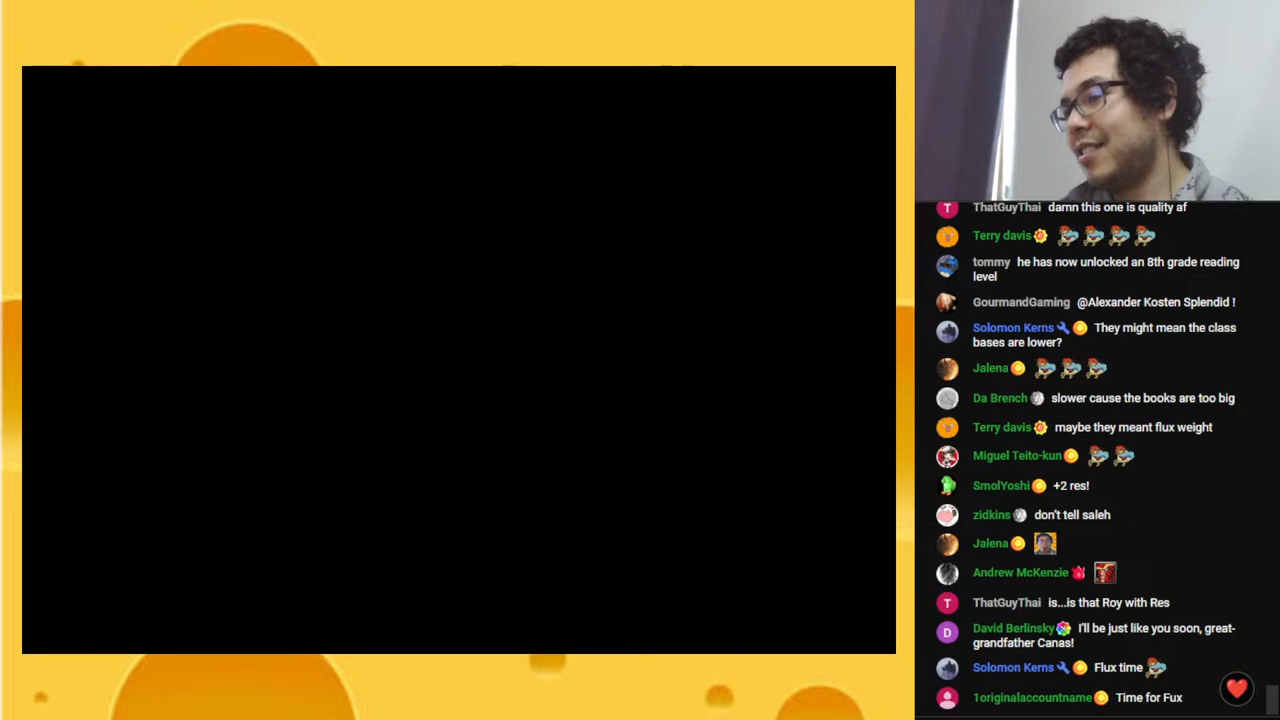 ThatGuyThai damn this one is quality af
Terry davis
tommy he has now unlocked an 8th grade reading
level
GourmandGaming @Alexander Kosten Splendid !
Solomon Kerns They might mean the class
bases are lower?
Jalena
Da Brench slower cause the books are too big
Terry davis maybe they meant flux weight
Miguel Teito-kun
SmolYoshi +2 res!
zidkins don't tell saleh
Jalena
Andrew McKenzie
T ThatGuyThai is...is that Roy with Res
D David Berlinsky I'll be just like you soon, great-
grandfather Canas!
Solomon Kerns Flux time
1originalaccountname Time for Fux